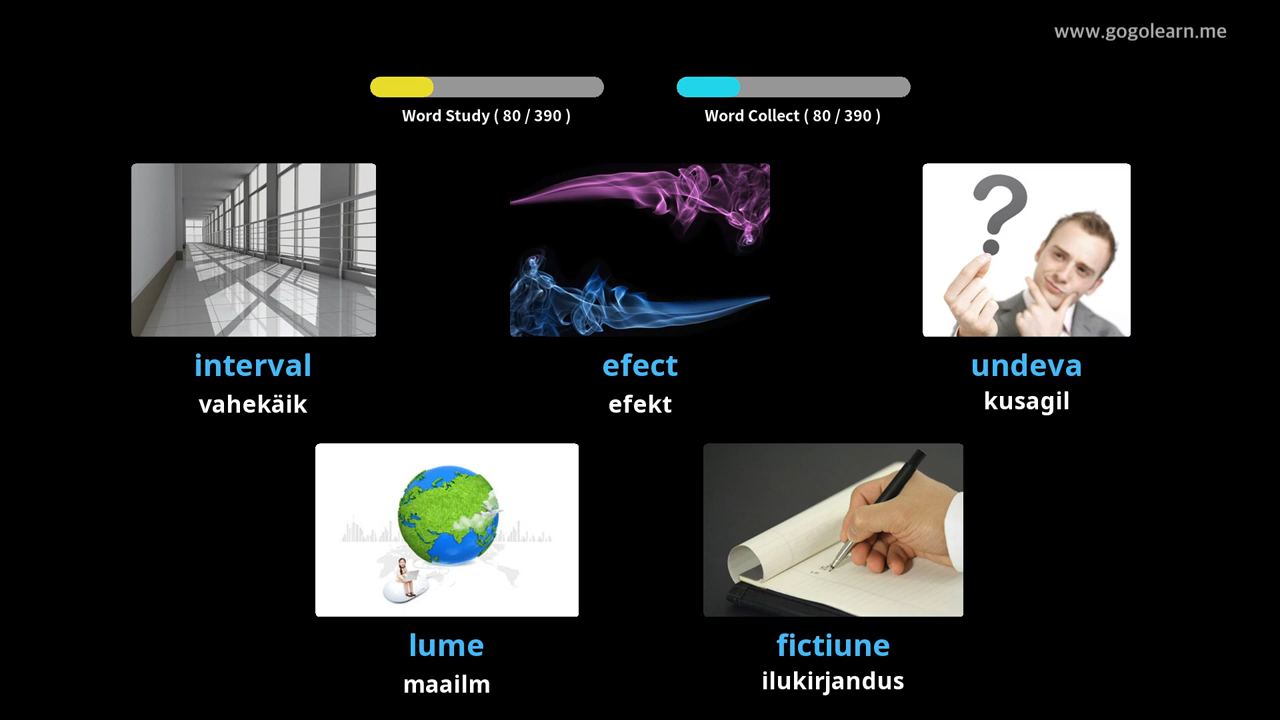 www.gogolearn.me
Word Study ( 80 / 390 )
Word Collect ( 80 / 390 )
interval
vahekäik
efect
efekt
undeva
kusagil
lume
maailm
fictiune
ilukirjandus